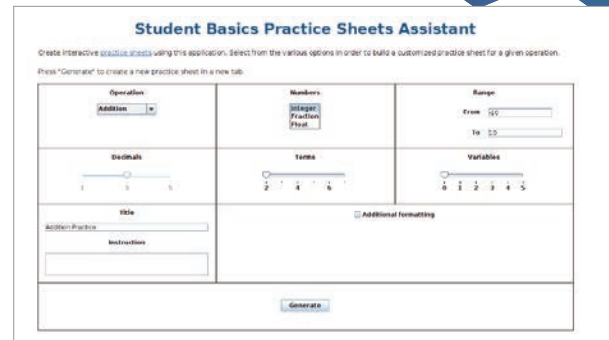 Student Basics Practice Sheets Assistant
Create interactive practice sheets using this application. Select from the various options in order to build a customized practice sheet for a given operation.
Press "Generate" to create a new practice sheet in a new tab.
Operation Numbers Range
Addition Integer From
Fraction
Float To 10
Decimals Terms Variables
1 3 5 2 4 6 0 1 2 3 4 5
Title Additional formatting
Addition Practice
Instruction
Generate